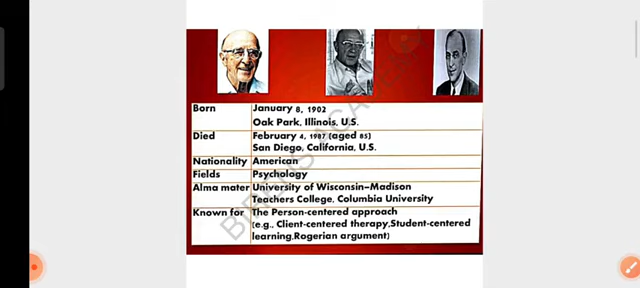 Born January 8, 1902
Oak Park, Illinois, U.S.
Died February 4, 1987 (aged 85)
San Diego, California, U.S.
Nationality American
Fields Psychology
Alma mater University of Wisconsin–Madison
Teachers College, Columbia University
Known for The Person-centered approach
(e.g., Client-centered therapy,Student-centered
learning,Rogerian argument)